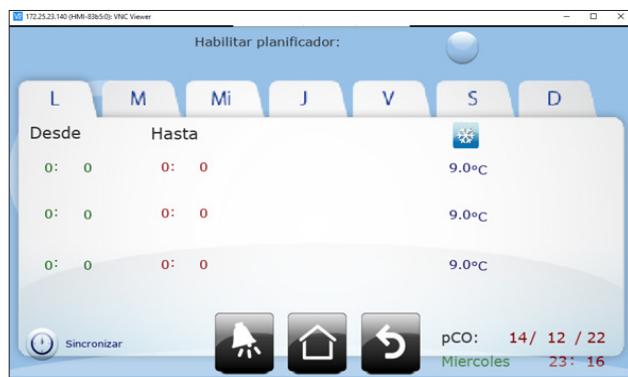 172.25.23.140 (HMI-83b5:0): VNC Viewer
Habilitar planificador:
L M Mi J V S D
Desde Hasta
0: 0 0: 0 9.0ºC
0: 0 0: 0 9.0ºC
0: 0 0: 0 9.0ºC
Sincronizar pCO: 14/ 12 / 22
Miercoles 23: 16